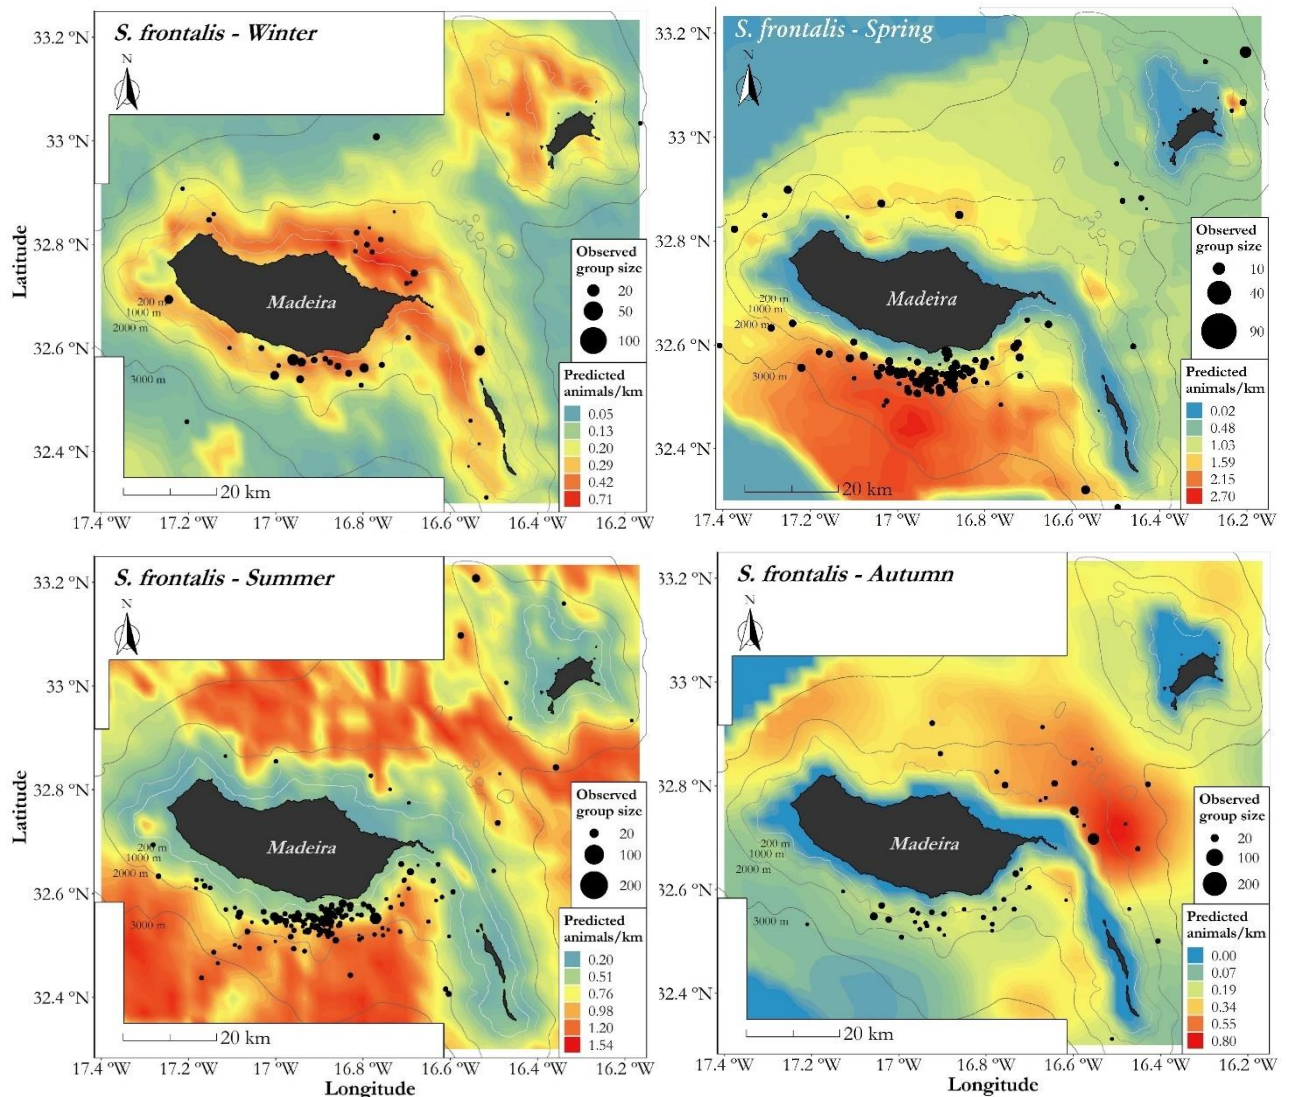 S. frontalis - Winter
N
33.2 °N
33 °N
32.8 °N
32.6 °N
32.4 °N
Latitude
Madeira
200 m
1000 m
2000 m
3000 m
20 km
Observed
group size
20
50
100
Predicted
animals/km
0.05
0.13
0.20
0.29
0.42
0.71
17.4 °W
17.2 °W
17 °W
16.8 °W
16.6 °W
16.4 °W
16.2 °W
S. frontalis - Spring
N
33.2 °N
33 °N
32.8 °N
32.6 °N
32.4 °N
Latitude
Madeira
200 m
1000 m
2000 m
3000 m
20 km
Observed
group size
10
40
90
Predicted
animals/km
0.02
0.48
1.03
1.59
2.15
2.70
17.4 °W
17.2 °W
17 °W
16.8 °W
16.6 °W
16.4 °W
16.2 °W
S. frontalis - Summer
N
33.2 °N
33 °N
32.8 °N
32.6 °N
32.4 °N
Latitude
Madeira
200 m
1000 m
2000 m
3000 m
20 km
Observed
group size
20
100
200
Predicted
animals/km
0.20
0.51
0.76
0.98
1.20
1.54
17.4 °W
17.2 °W
17 °W
16.8 °W
16.6 °W
16.4 °W
16.2 °W
Longitude
S. frontalis - Autumn
N
33.2 °N
33 °N
32.8 °N
32.6 °N
32.4 °N
Latitude
Madeira
200 m
1000 m
2000 m
3000 m
20 km
Observed
group size
20
100
200
Predicted
animals/km
0.00
0.07
0.19
0.34
0.55
0.80
17.4 °W
17.2 °W
17 °W
16.8 °W
16.6 °W
16.4 °W
16.2 °W
Longitude